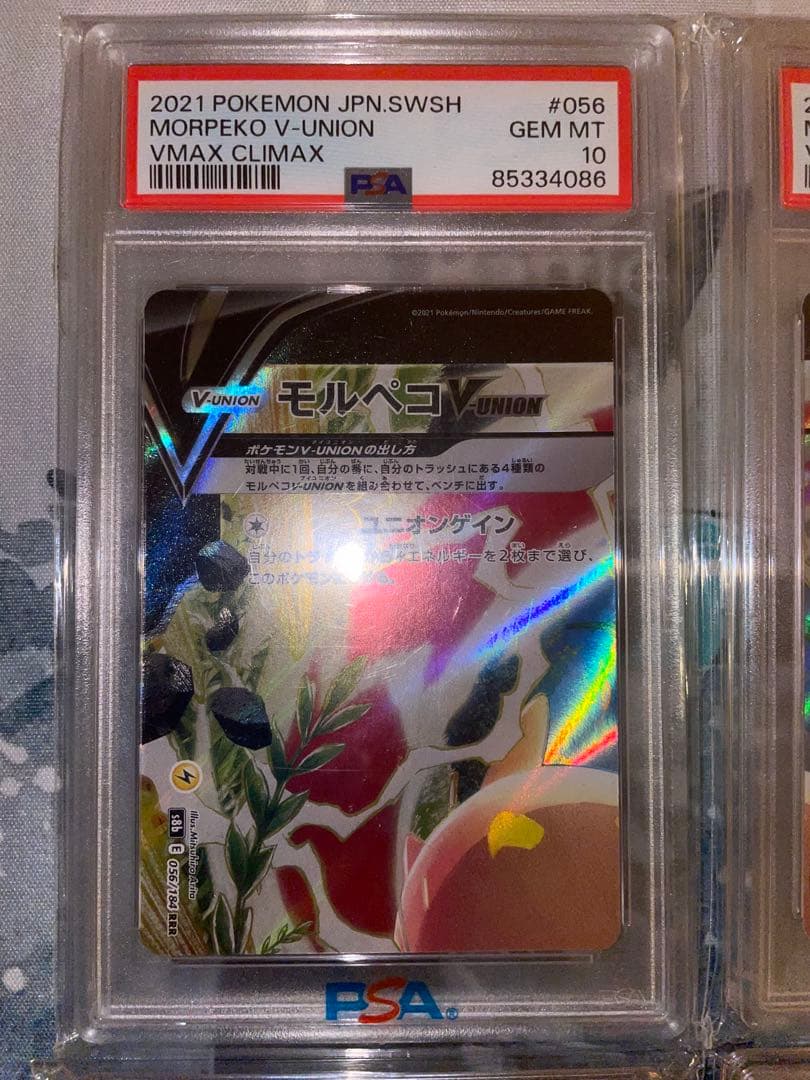 2021 POKEMON JPN.SWSH #056
MORPEKO V-UNION GEM MT
VMAX CLIMAX 10
PSA 85334086
©2021 Pokémon/Nintendo/Creatures/GAME FREAK.
V-UNION モルペコV-UNION
ポケモンV-UNIONの出し方
対戦中に1回、自分の番に、自分のトラッシュにある4種類の
モルペコV-UNIONを組み合わせて、ベンチに出す。
ユニオンゲイン
自分のトラ エネルギーを2枚まで選び、
このポケモン る。
illus. Mitsuhiro Arita
s8b E 056/184 RRR
PSA